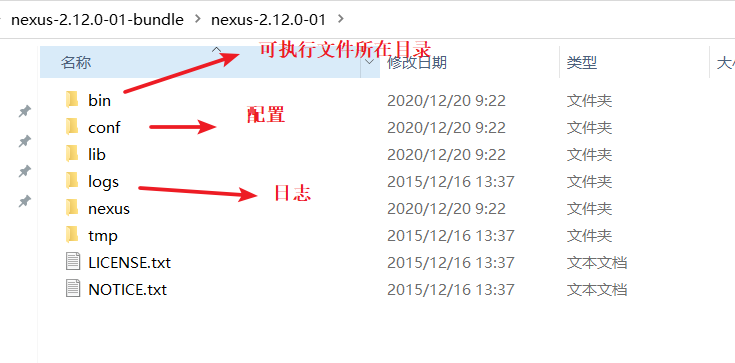 nexus-2.12.0-01-bundle › nexus-2.12.0-01 ›
可执行文件所在目录
名称 修改日期 类型 大
bin 2020/12/20 9:22 文件夹
配置
conf 2020/12/20 9:22 文件夹
lib 2020/12/20 9:22 文件夹
logs 2015/12/16 13:37 文件夹
日志
nexus 2020/12/20 9:22 文件夹
tmp 2015/12/16 13:37 文件夹
LICENSE.txt 2015/12/16 13:37 文本文档
NOTICE.txt 2015/12/16 13:37 文本文档